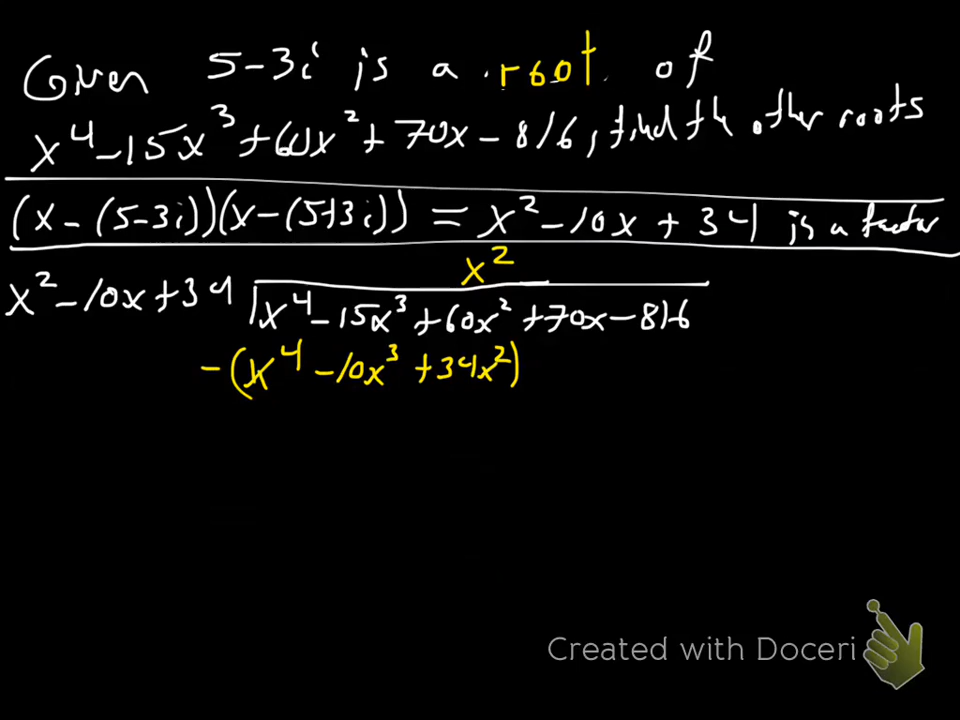 Given 5-3i is a root of
x⁴-15x³+60x²+70x-816, find the other roots
(x-(5-3i))(x-(5+3i)) = x²-10x+34 is a factor
x²
x²-10x+34 x⁴-15x³+60x²+70x-816
-(x⁴-10x³+34x²)
Created with Doceri